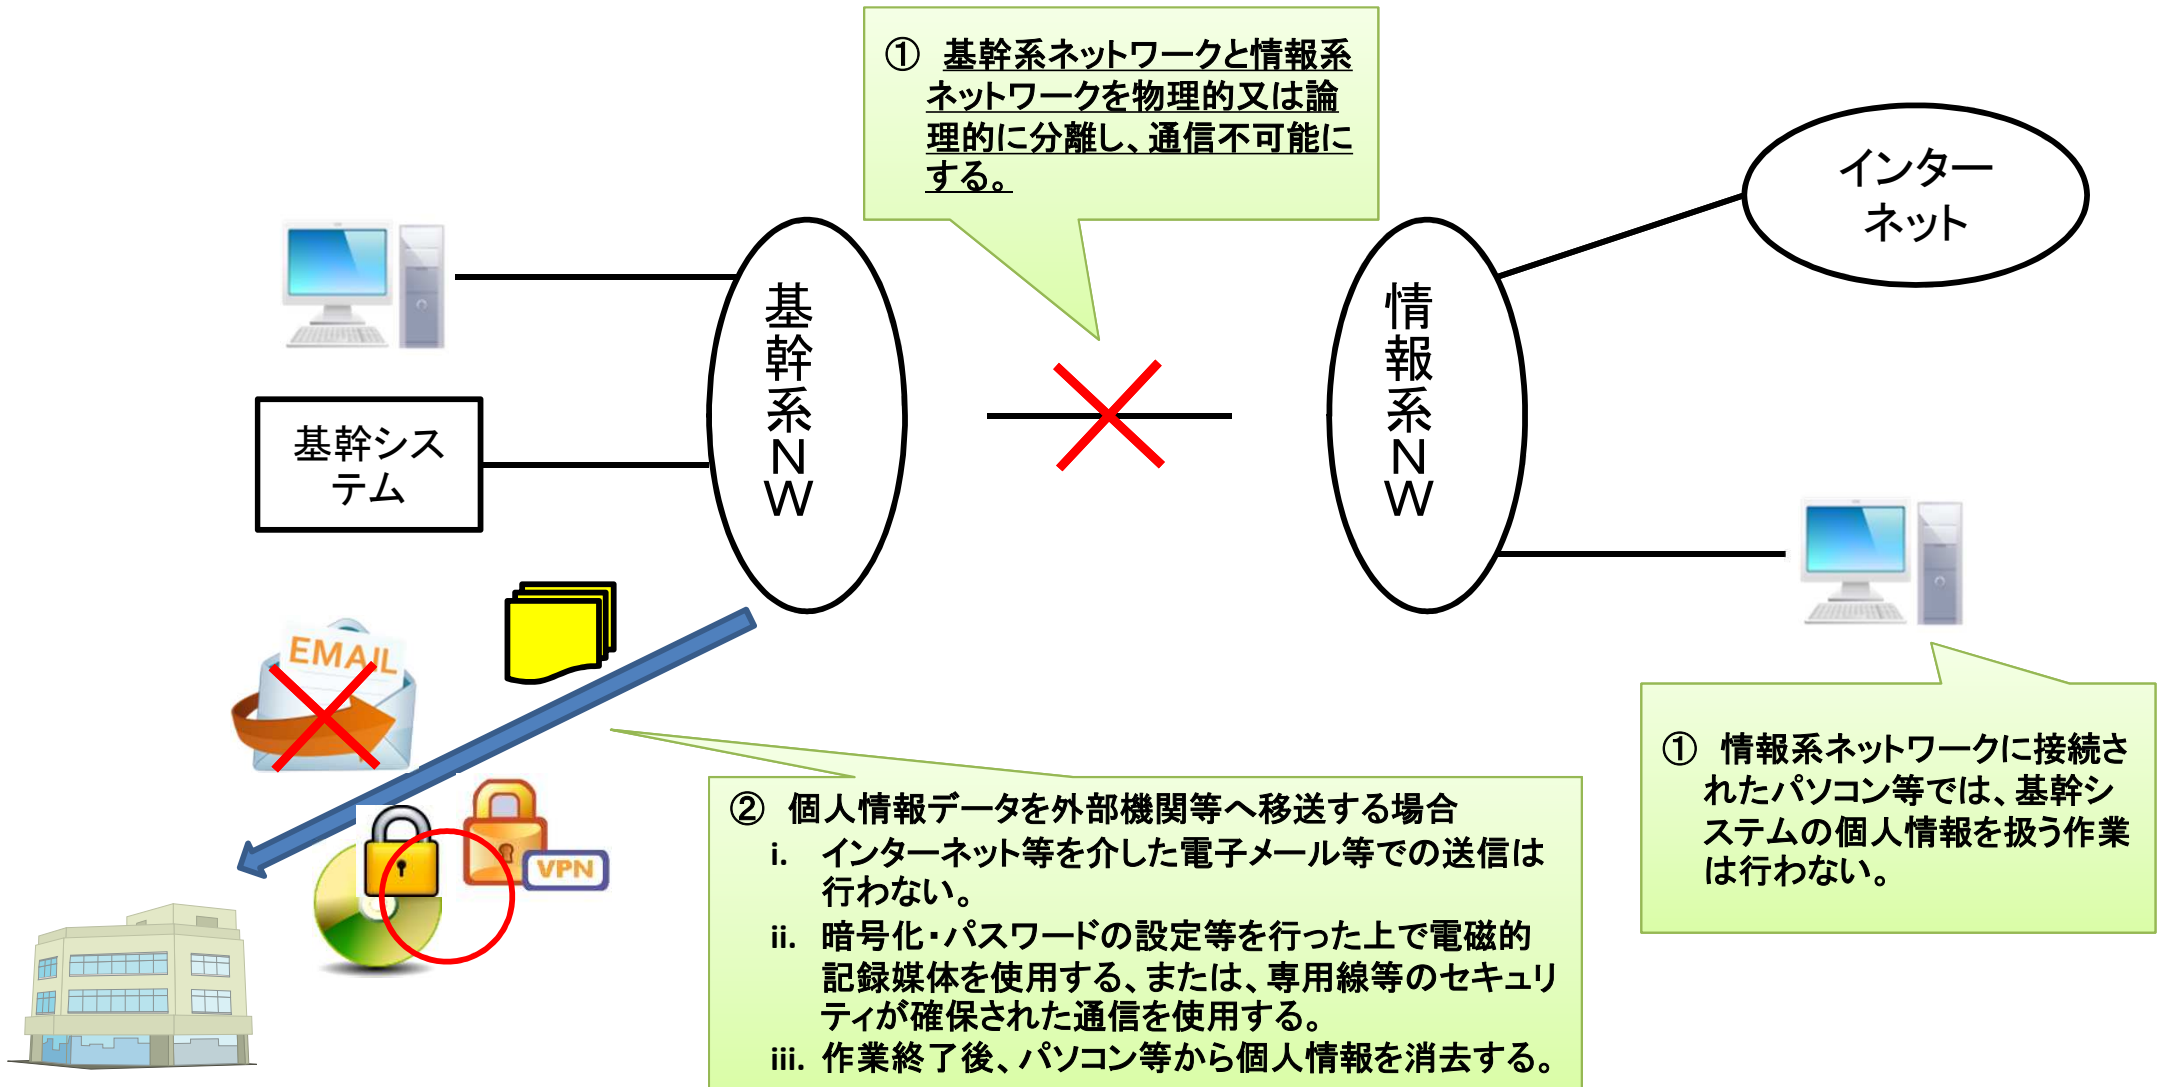 ① 基幹系ネットワークと情報系
ネットワークを物理的又は論
理的に分離し、通信不可能に
する。
インター
ネット
基幹系NW
情報系NW
基幹シス
テム
EMAIL
VPN
① 情報系ネットワークに接続さ
れたパソコン等では、基幹シ
ステムの個人情報を扱う作業
は行わない。
② 個人情報データを外部機関等へ移送する場合
i. インターネット等を介した電子メール等での送信は
行わない。
ii. 暗号化・パスワードの設定等を行った上で電磁的
記録媒体を使用する、または、専用線等のセキュリ
ティが確保された通信を使用する。
iii. 作業終了後、パソコン等から個人情報を消去する。